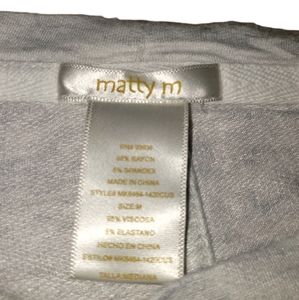 matty m
95% RAYON
5% SPANDEX
MADE IN CHINA
SIZE: M
95% VISCOSA
5% ELASTANO
HECHO EN CHINA
TALLA MEDIANA